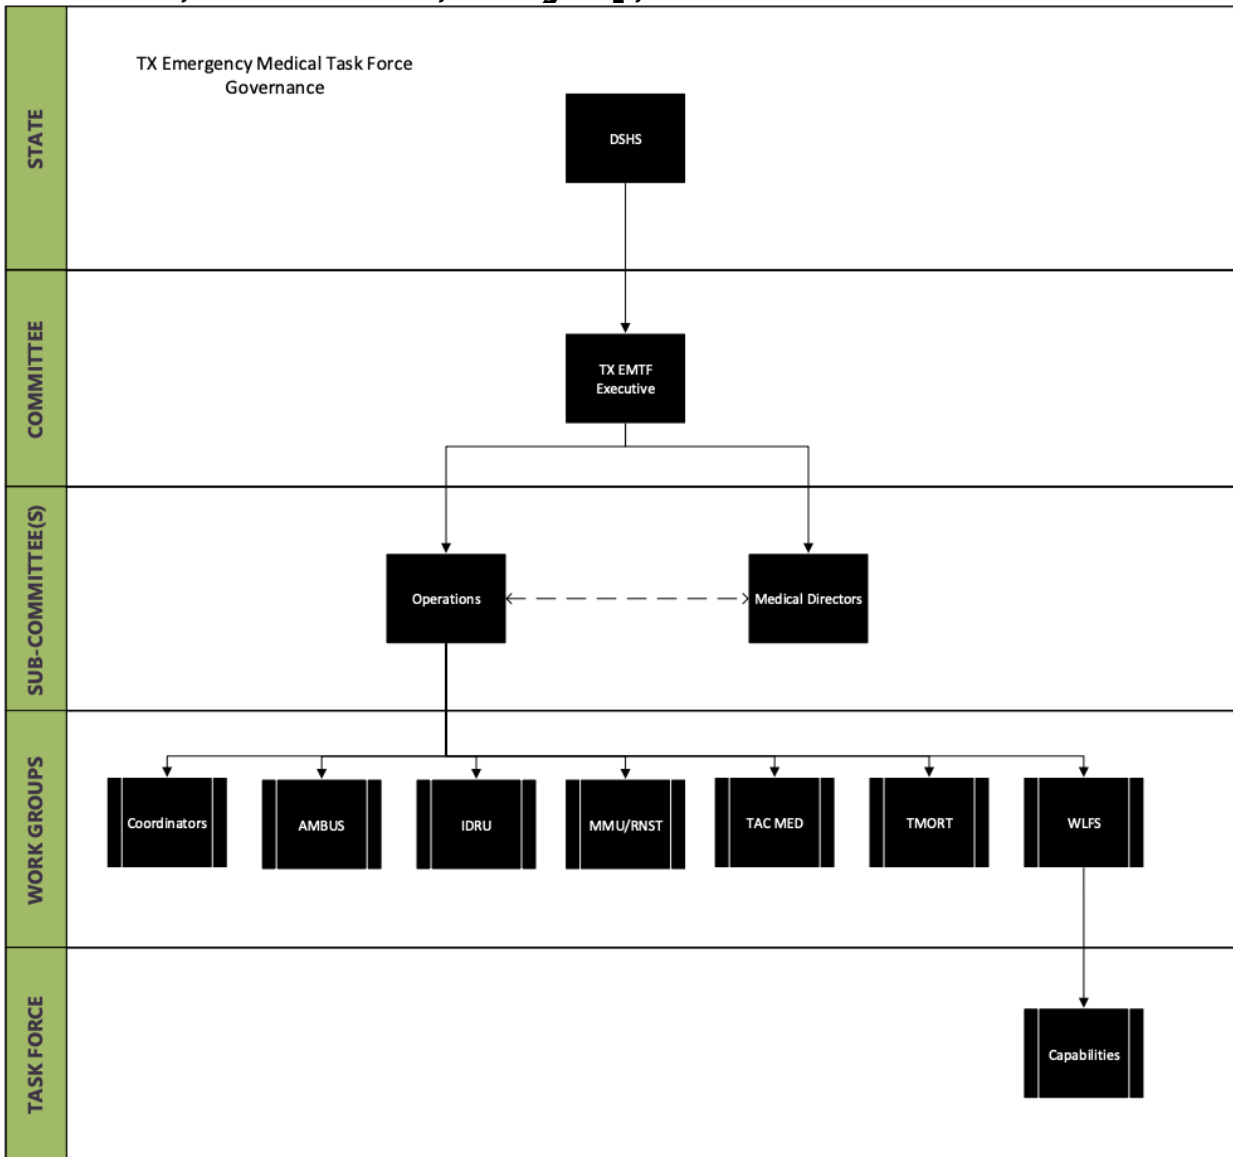 TX Emergency Medical Task Force
Governance
STATE
DSHS
COMMITTEE
TX EMTF
Executive
SUB-COMMITTEE(S)
Operations
Medical Directors
WORK GROUPS
Coordinators
AMBUS
IDRU
MMU/RNST
TAC MED
TMORT
WLFS
TASK FORCE
Capabilities